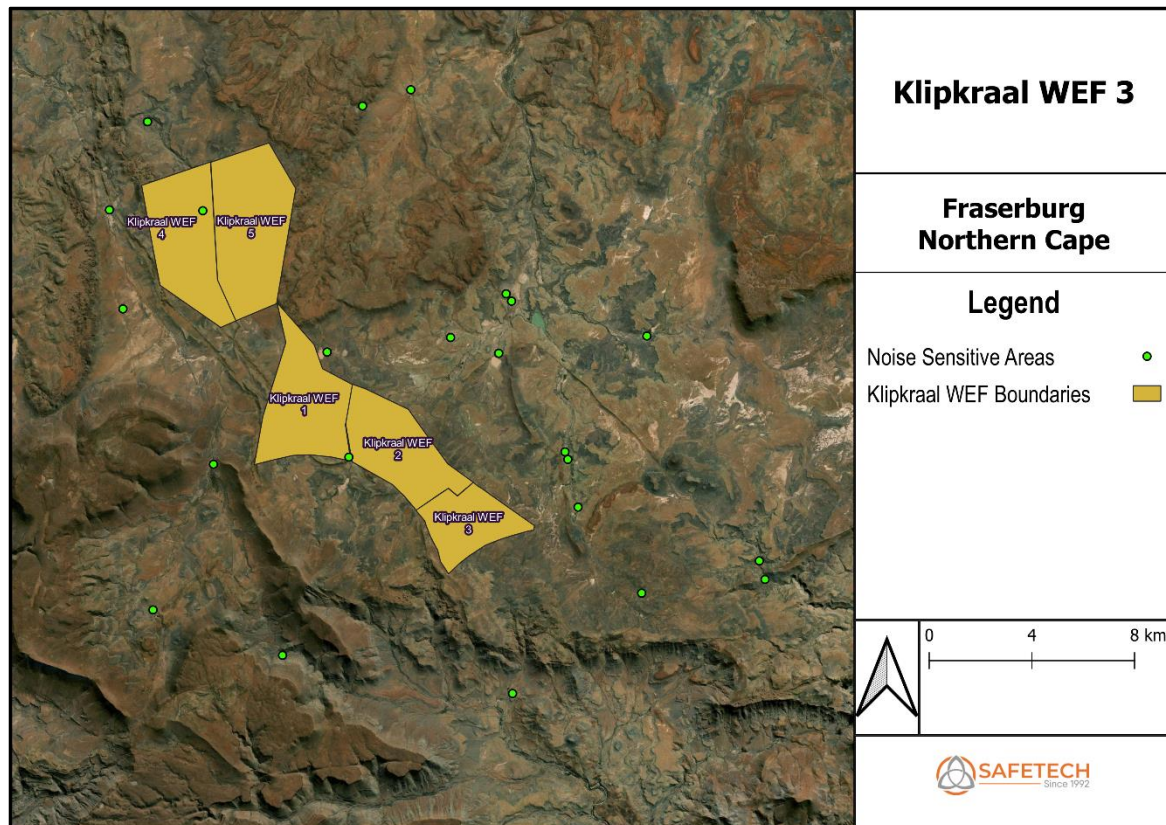 Klipkraal WEF 3
Fraserburg
Northern Cape
Legend
Noise Sensitive Areas
Klipkraal WEF Boundaries
0 4 8 km
SAFETECH
Since 1992
Klipkraal WEF
4
Klipkraal WEF
5
Klipkraal WEF
1
Klipkraal WEF
2
Klipkraal WEF
3